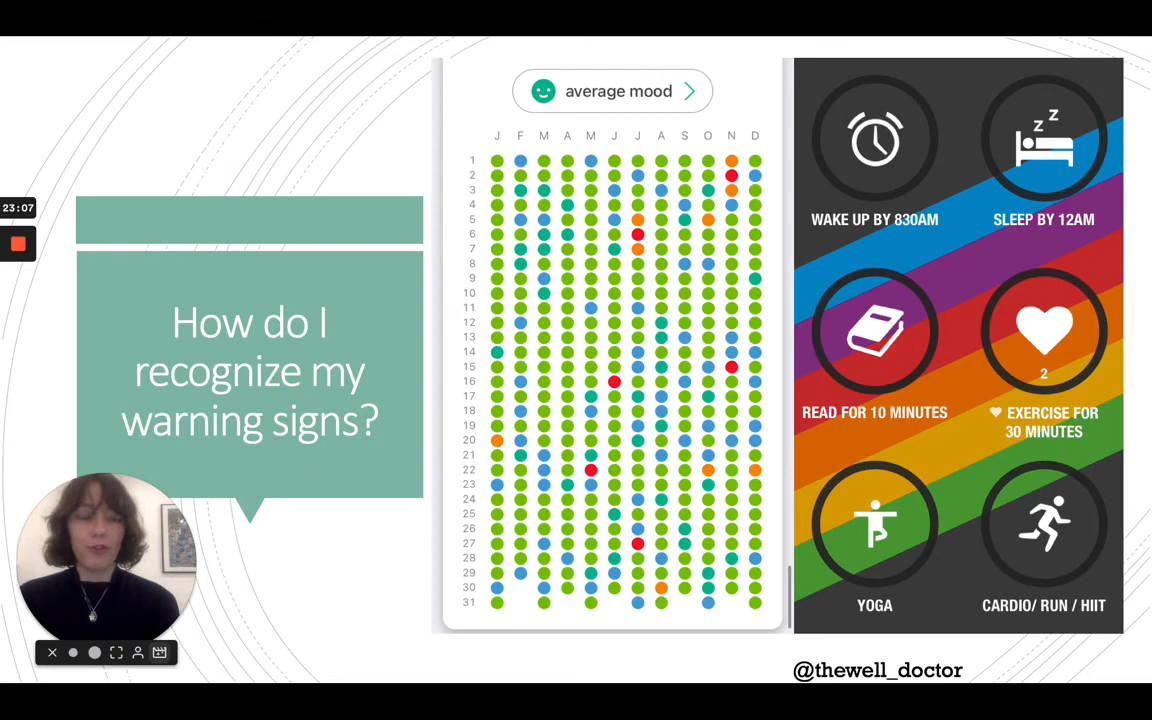 23:07
How do I
recognize my
warning signs?
average mood
J F M A M J J A S O N D
1
2
3
4
5
6
7
8
9
10
11
12
13
14
15
16
17
18
19
20
21
22
23
24
25
26
27
28
29
30
31
z Z
WAKE UP BY 830AM
SLEEP BY 12AM
2
READ FOR 10 MINUTES
EXERCISE FOR
30 MINUTES
YOGA
CARDIO/ RUN / HIIT
@thewell_doctor